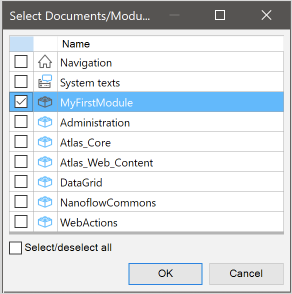 Select Documents/Modu...
Name
Navigation
System texts
MyFirstModule
Administration
Atlas_Core
Atlas_Web_Content
DataGrid
NanoflowCommons
WebActions
Select/deselect all
OK Cancel